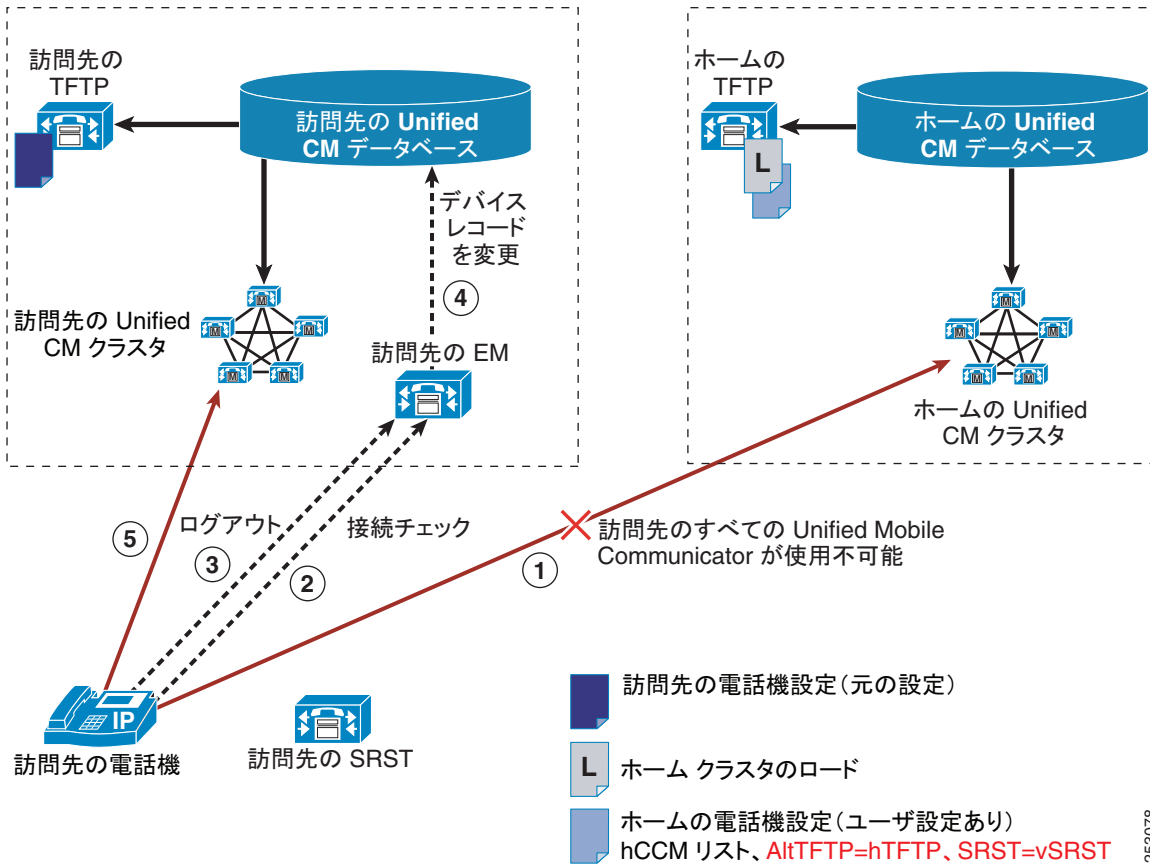 訪問先の
TFTP
訪問先の Unified
CM データベース
ホームの
TFTP
ホームの Unified
CM データベース
L
デバイス
レコード
を変更
④
M
M
M
M
M
訪問先の Unified
CM クラスタ
訪問先の EM
M
M
M
M
M
ホームの Unified
CM クラスタ
⑤
ログアウト
③
接続チェック
②
①
訪問先のすべての Unified Mobile
Communicator が使用不可能
IP
訪問先の電話機
訪問先の SRST
訪問先の電話機設定（元の設定）
L
ホーム クラスタのロード
ホームの電話機設定（ユーザ設定あり）
hCCM リスト、AltTFTP=hTFTP、SRST=vSRST
253078